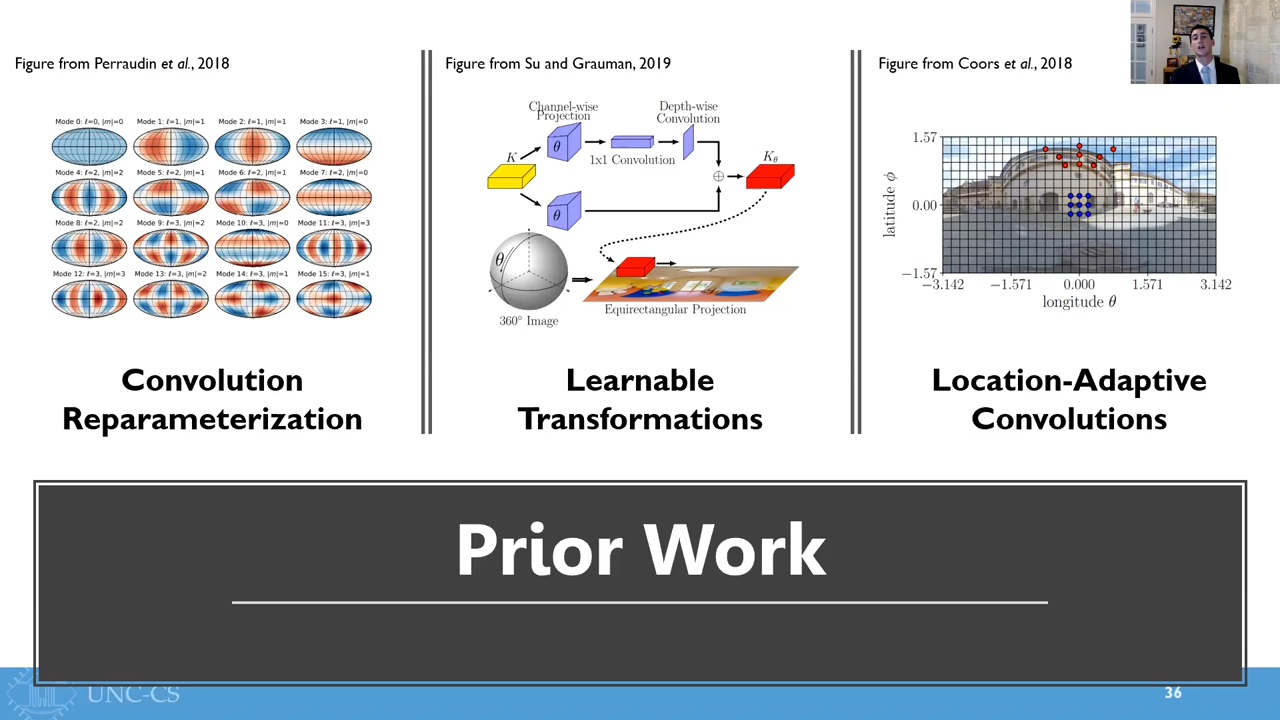 Figure from Perraudin et al., 2018
Mode 0: ℓ=0, |m|=0
Mode 1: ℓ=1, |m|=1
Mode 2: ℓ=1, |m|=1
Mode 3: ℓ=1, |m|=0
Mode 4: ℓ=2, |m|=2
Mode 5: ℓ=2, |m|=1
Mode 6: ℓ=2, |m|=1
Mode 7: ℓ=2, |m|=0
Mode 8: ℓ=2, |m|=2
Mode 9: ℓ=3, |m|=2
Mode 10: ℓ=3, |m|=0
Mode 11: ℓ=3, |m|=3
Mode 12: ℓ=3, |m|=3
Mode 13: ℓ=3, |m|=2
Mode 14: ℓ=3, |m|=1
Mode 15: ℓ=3, |m|=1
Convolution
Reparameterization
Figure from Su and Grauman, 2019
Channel-wise
Projection
Depth-wise
Convolution
K
θ
1x1 Convolution
⊕
Kθ
θ
θ
360° Image
Equirectangular Projection
Learnable
Transformations
Figure from Coors et al., 2018
1.57
0.00
−1.57
latitude ϕ
−3.142
−1.571
0.000
1.571
3.142
longitude θ
Location-Adaptive
Convolutions
Prior Work
UNC-CS
36